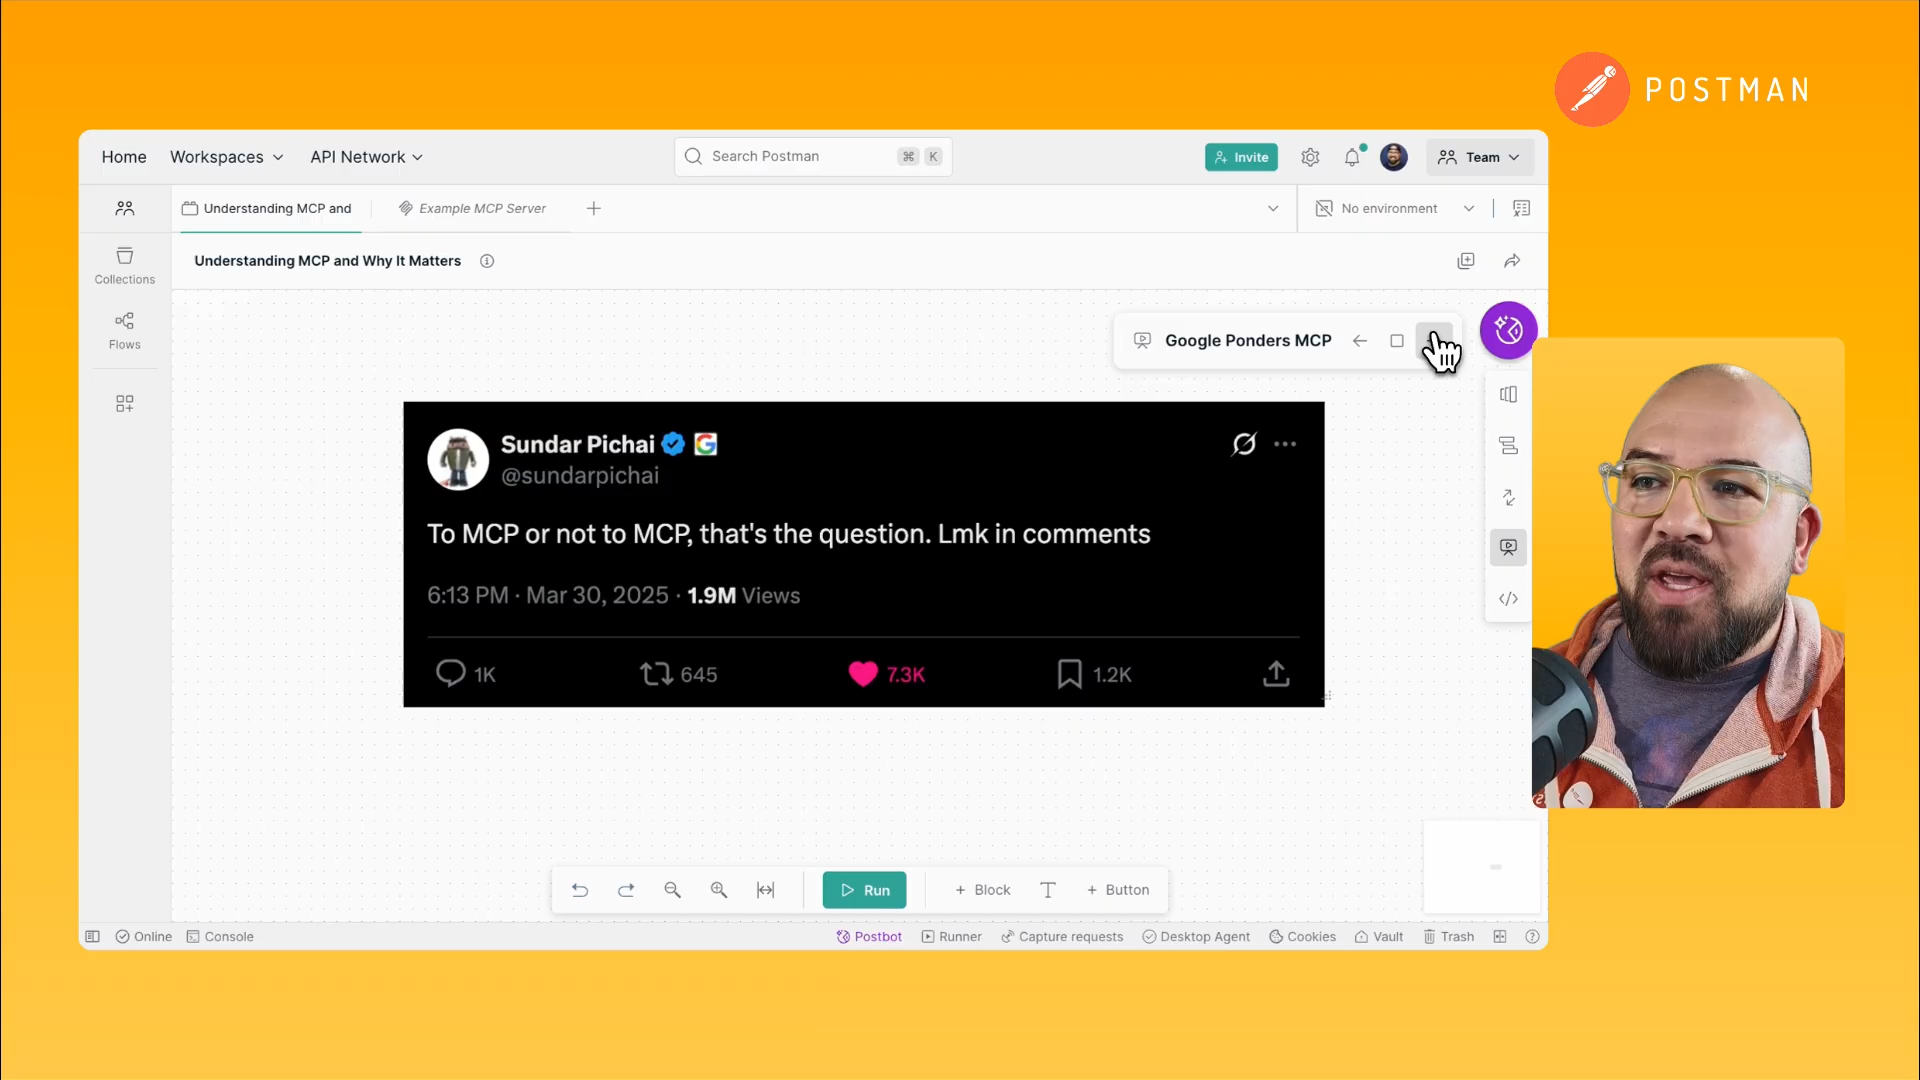 POSTMAN
Home Workspaces API Network Search Postman ⌘ K Invite Team
Understanding MCP and Example MCP Server No environment
Understanding MCP and Why It Matters
Collections
Flows
Google Ponders MCP
Sundar Pichai
@sundarpichai
To MCP or not to MCP, that's the question. Lmk in comments
6:13 PM · Mar 30, 2025 · 1.9M Views
1K 645 7.3K 1.2K
Run + Block T + Button
Online Console Postbot Runner Capture requests Desktop Agent Cookies Vault Trash